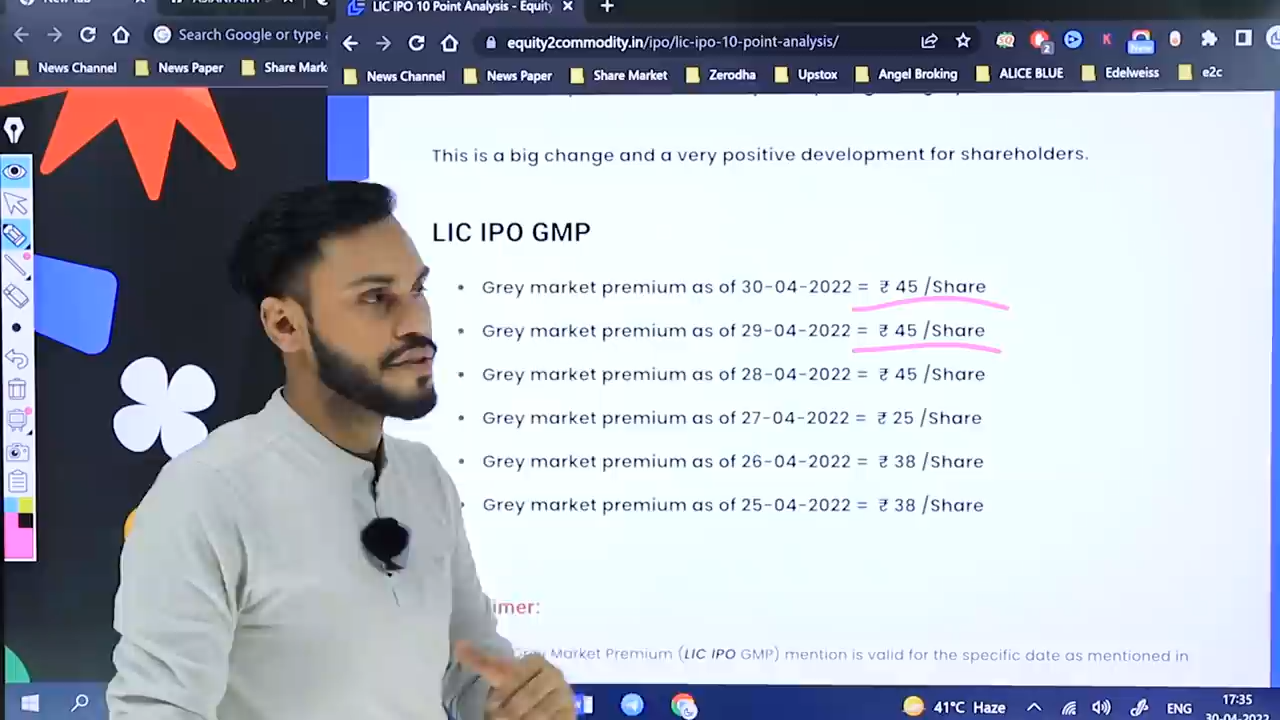 LIC IPO 10 Point Analysis - Equity
Search Google or type a
equity2commodity.in/ipo/lic-ipo-10-point-analysis/
2
New
News Channel
News Paper
Share Mark
News Channel
News Paper
Share Market
Zerodha
Upstox
Angel Broking
ALICE BLUE
Edelweiss
e2c
This is a big change and a very positive development for shareholders.
LIC IPO GMP
• Grey market premium as of 30-04-2022 = ₹ 45 /Share
• Grey market premium as of 29-04-2022 = ₹ 45 /Share
• Grey market premium as of 28-04-2022 = ₹ 45 /Share
• Grey market premium as of 27-04-2022 = ₹ 25 /Share
• Grey market premium as of 26-04-2022 = ₹ 38 /Share
• Grey market premium as of 25-04-2022 = ₹ 38 /Share
imer:
Grey Market Premium (LIC IPO GMP) mention is valid for the specific date as mentioned in
41°C Haze
ENG
17:35
30-04-2022